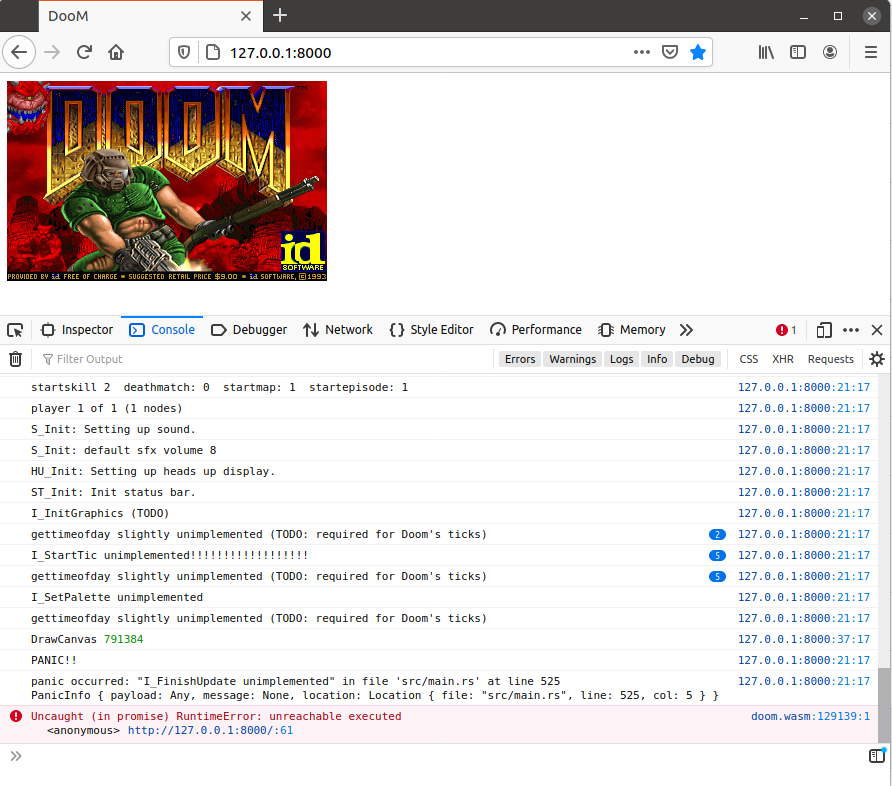 DooM
127.0.0.1:8000
DOOM
TM
id
SOFTWARE
PROVIDED BY id FREE OF CHARGE = SUGGESTED RETAIL PRICE $9.00 = id SOFTWARE, ©1993
Inspector Console Debugger Network Style Editor Performance Memory 1
Filter Output Errors Warnings Logs Info Debug CSS XHR Requests
startskill 2 deathmatch: 0 startmap: 1 startepisode: 1 127.0.0.1:8000:21:17
player 1 of 1 (1 nodes) 127.0.0.1:8000:21:17
S_Init: Setting up sound. 127.0.0.1:8000:21:17
S_Init: default sfx volume 8 127.0.0.1:8000:21:17
HU_Init: Setting up heads up display. 127.0.0.1:8000:21:17
ST_Init: Init status bar. 127.0.0.1:8000:21:17
I_InitGraphics (TODO) 127.0.0.1:8000:21:17
gettimeofday slightly unimplemented (TODO: required for Doom's ticks) 2 127.0.0.1:8000:21:17
I_StartTic unimplemented!!!!!!!!!!!!!!!!!! 5 127.0.0.1:8000:21:17
gettimeofday slightly unimplemented (TODO: required for Doom's ticks) 5 127.0.0.1:8000:21:17
I_SetPalette unimplemented 127.0.0.1:8000:21:17
gettimeofday slightly unimplemented (TODO: required for Doom's ticks) 127.0.0.1:8000:21:17
DrawCanvas 791384 127.0.0.1:8000:37:17
PANIC!! 127.0.0.1:8000:21:17
panic occurred: "I_FinishUpdate unimplemented" in file 'src/main.rs' at line 525 127.0.0.1:8000:21:17
PanicInfo { payload: Any, message: None, location: Location { file: "src/main.rs", line: 525, col: 5 } }
Uncaught (in promise) RuntimeError: unreachable executed doom.wasm:129139:1
<anonymous> http://127.0.0.1:8000/:61